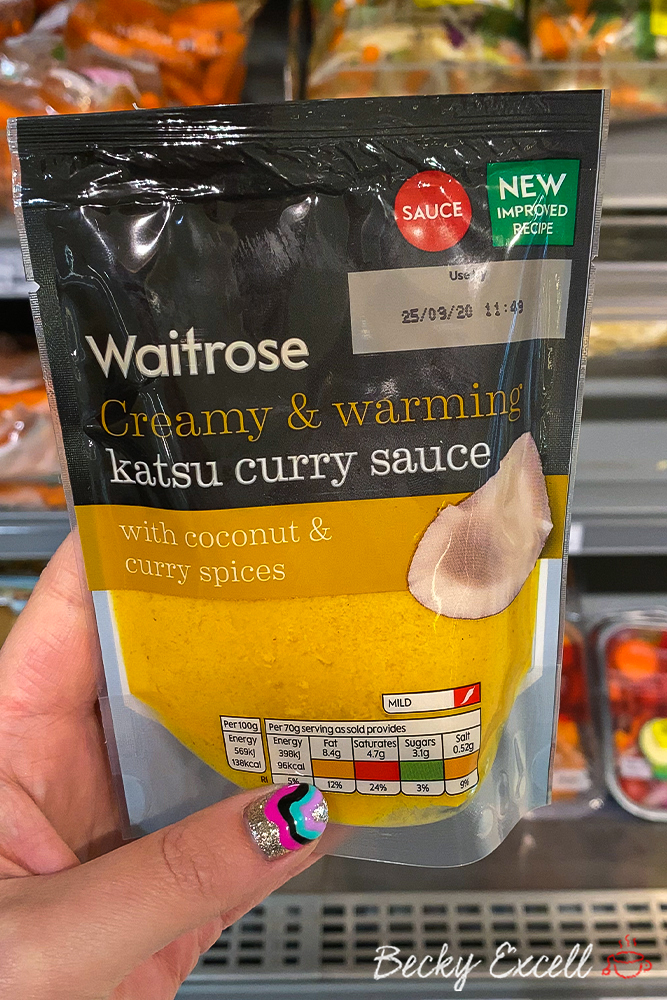 SAUCE
NEW
IMPROVED
RECIPE
Use by
25/09/20 11:49
Waitrose
Creamy & warming
katsu curry sauce
with coconut &
curry spices
MILD
Per 100g
Energy
569kJ
138kcal
Per 70g serving as sold provides
Energy
398kJ
96kcal
5%
Fat
8.4g
12%
Saturates
4.7g
24%
Sugars
3.1g
3%
Salt
0.52g
9%
RI
Becky Excell